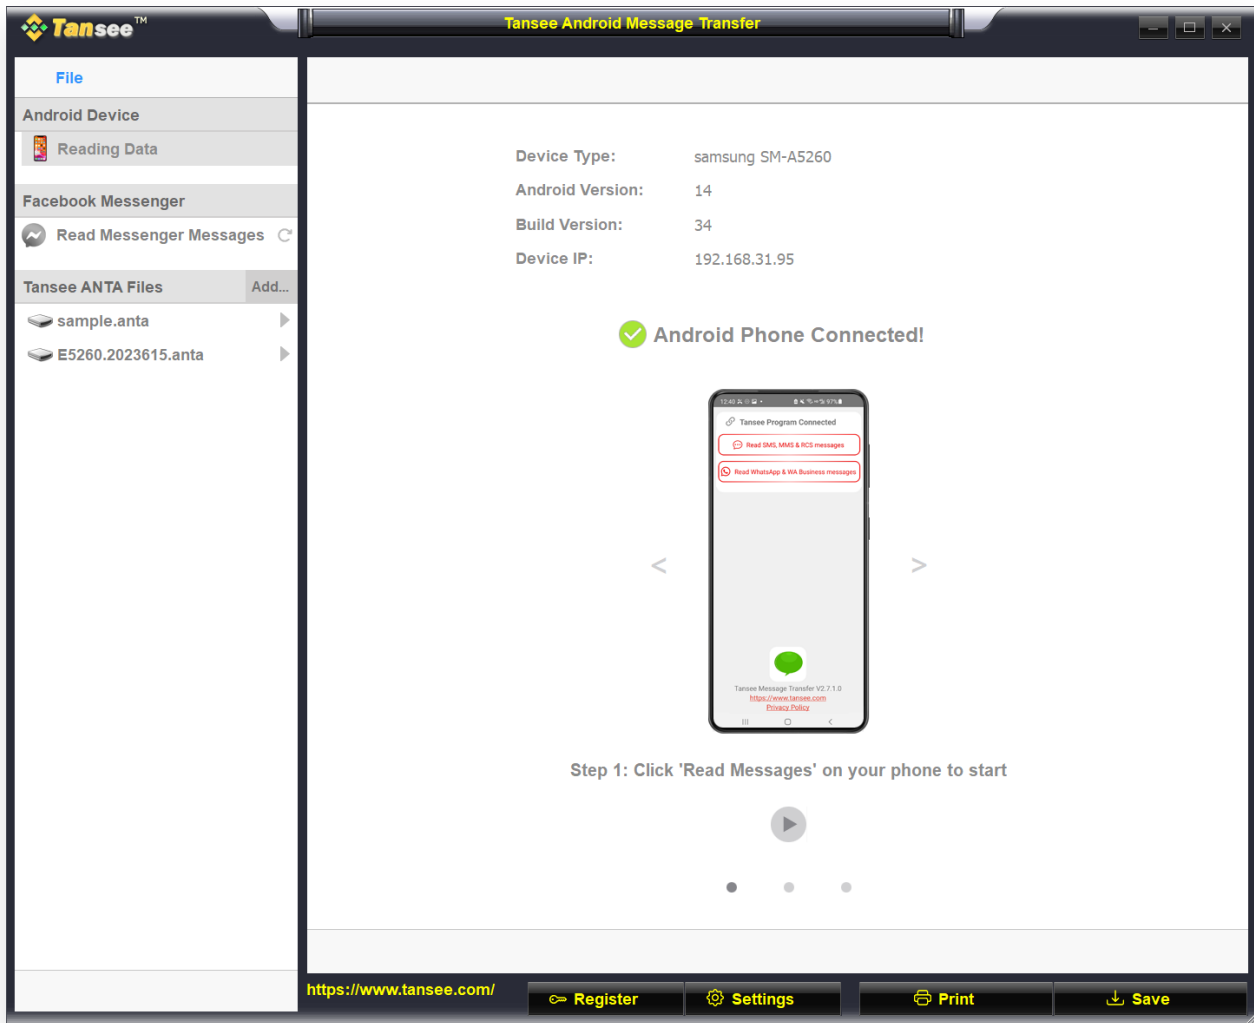 Tansee™
Tansee Android Message Transfer
File
Android Device
Reading Data
Facebook Messenger
Read Messenger Messages
Tansee ANTA Files Add...
sample.anta
E5260.2023615.anta
Device Type: samsung SM-A5260
Android Version: 14
Build Version: 34
Device IP: 192.168.31.95
Android Phone Connected!
12:40 97%
Tansee Program Connected
Read SMS, MMS & RCS messages
Read WhatsApp & WA Business messages
< >
Tansee Message Transfer V2.7.1.0
https://www.tansee.com
Privacy Policy
Step 1: Click 'Read Messages' on your phone to start
https://www.tansee.com/
Register
Settings
Print
Save